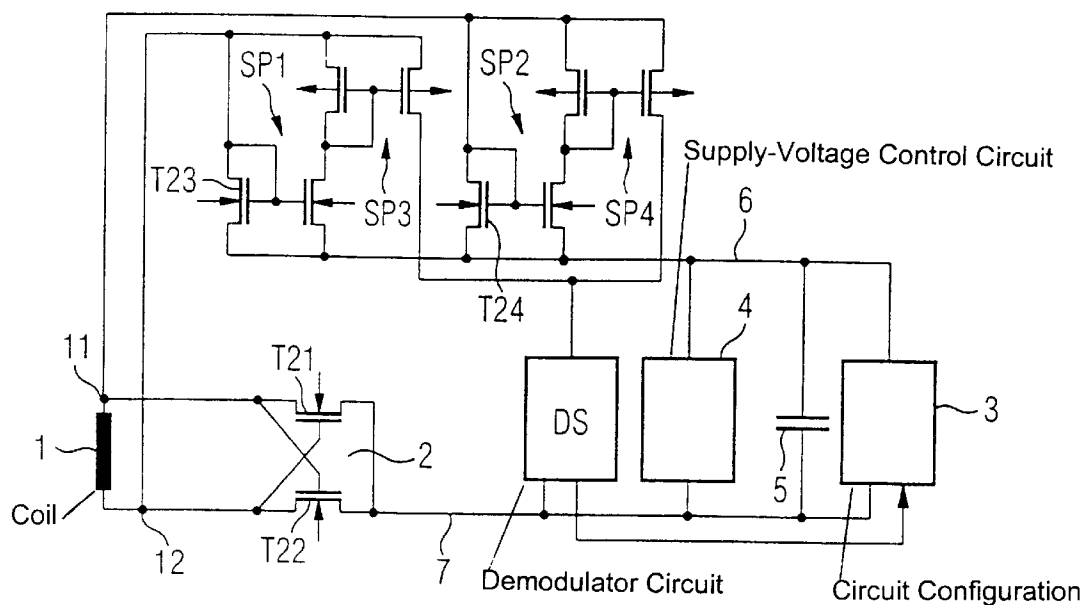 SP1
SP2
Supply-Voltage Control Circuit
T23
SP3
SP4
6
T24
4
11
T21
3
1
2
DS
5
Coil
T22
12
7
Demodulator Circuit
Circuit Configuration